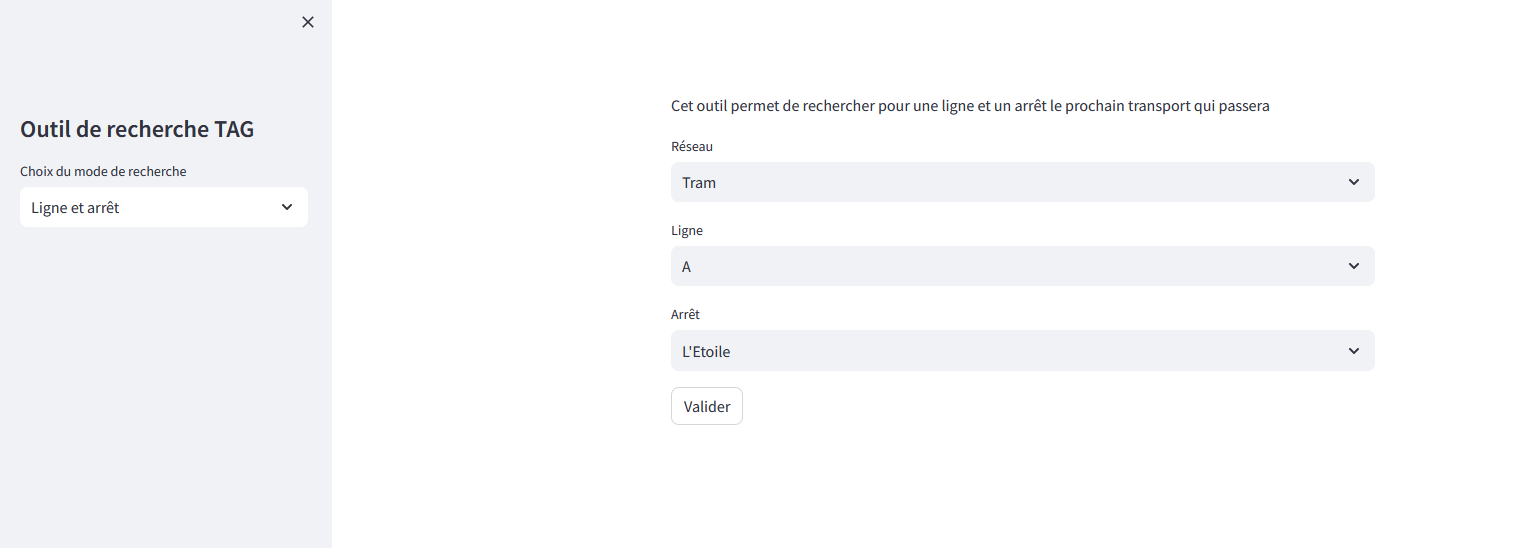 Outil de recherche TAG
Choix du mode de recherche
Ligne et arrêt
Cet outil permet de rechercher pour une ligne et un arrêt le prochain transport qui passera
Réseau
Tram
Ligne
A
Arrêt
L'Etoile
Valider